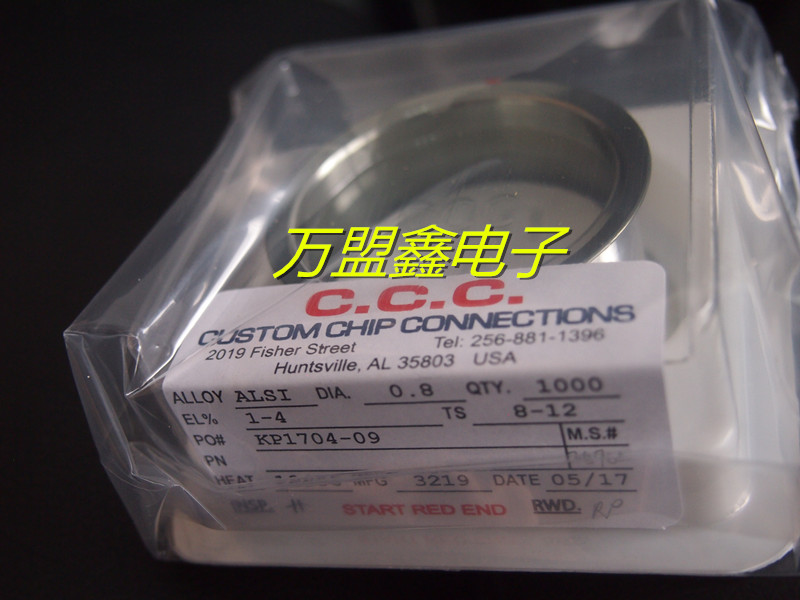 万盟鑫电子
C.C.C.
CUSTOM CHIP CONNECTIONS
2019 Fisher Street Tel: 256-881-1396
Huntsville, AL 35803 USA
ALLOY ALSI DIA. 0.8 QTY. 1000
EL% 1-4 TS 8-12
PO# KP1704-09 M.S.#
PN
HEAT MFG 3219 DATE 05/17
INSP. START RED END RWD. RP